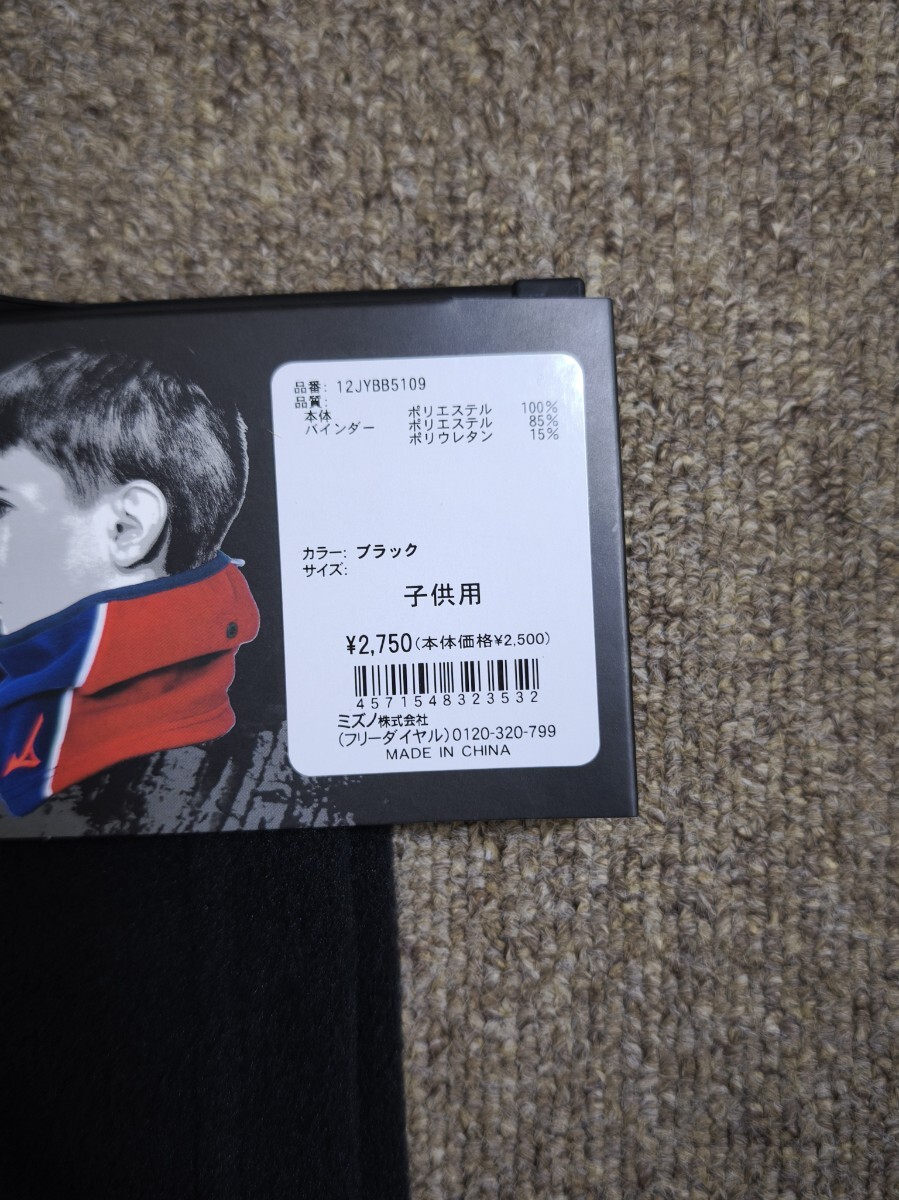 品番: 12JYBB5109
品質:
本体 ポリエステル 100%
バインダー ポリエステル 85%
ポリウレタン 15%
カラー: ブラック
サイズ:
子供用
¥2,750(本体価格¥2,500)
4571548323532
ミズノ株式会社
(フリーダイヤル)0120-320-799
MADE IN CHINA